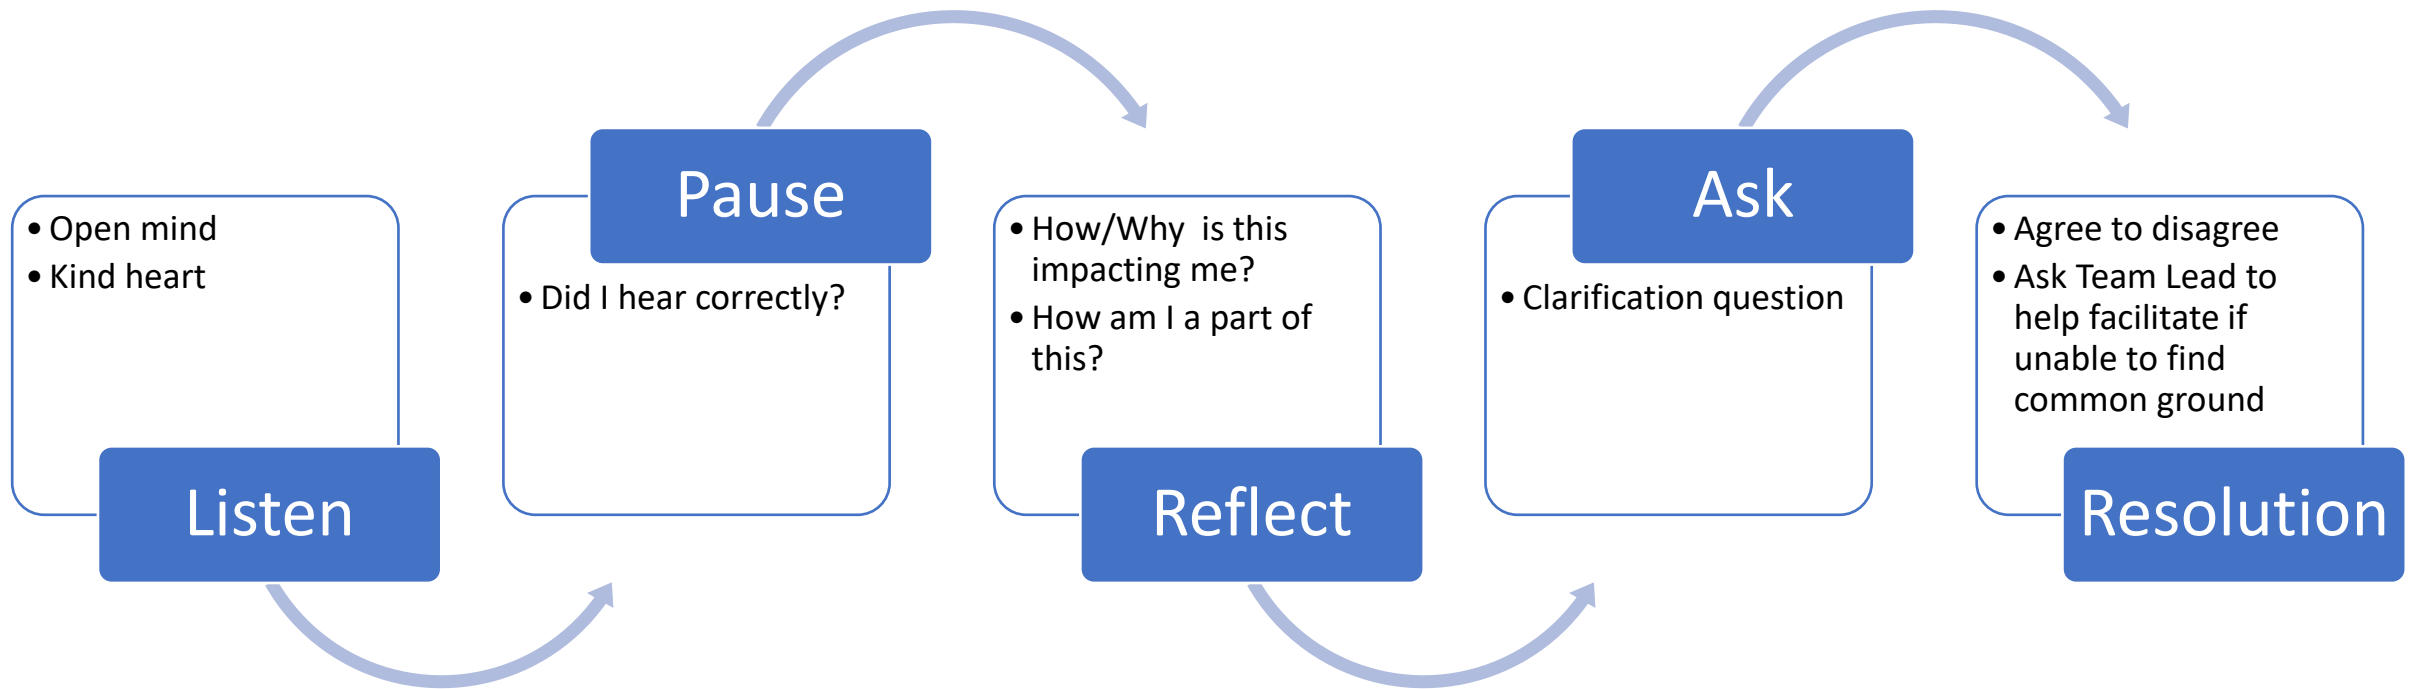 • Open mind
• Kind heart
Listen
Pause
• Did I hear correctly?
• How/Why  is this
impacting me?
• How am I a part of
this?
Reflect
Ask
• Clarification question
• Agree to disagree
• Ask Team Lead to
help facilitate if
unable to find
common ground
Resolution